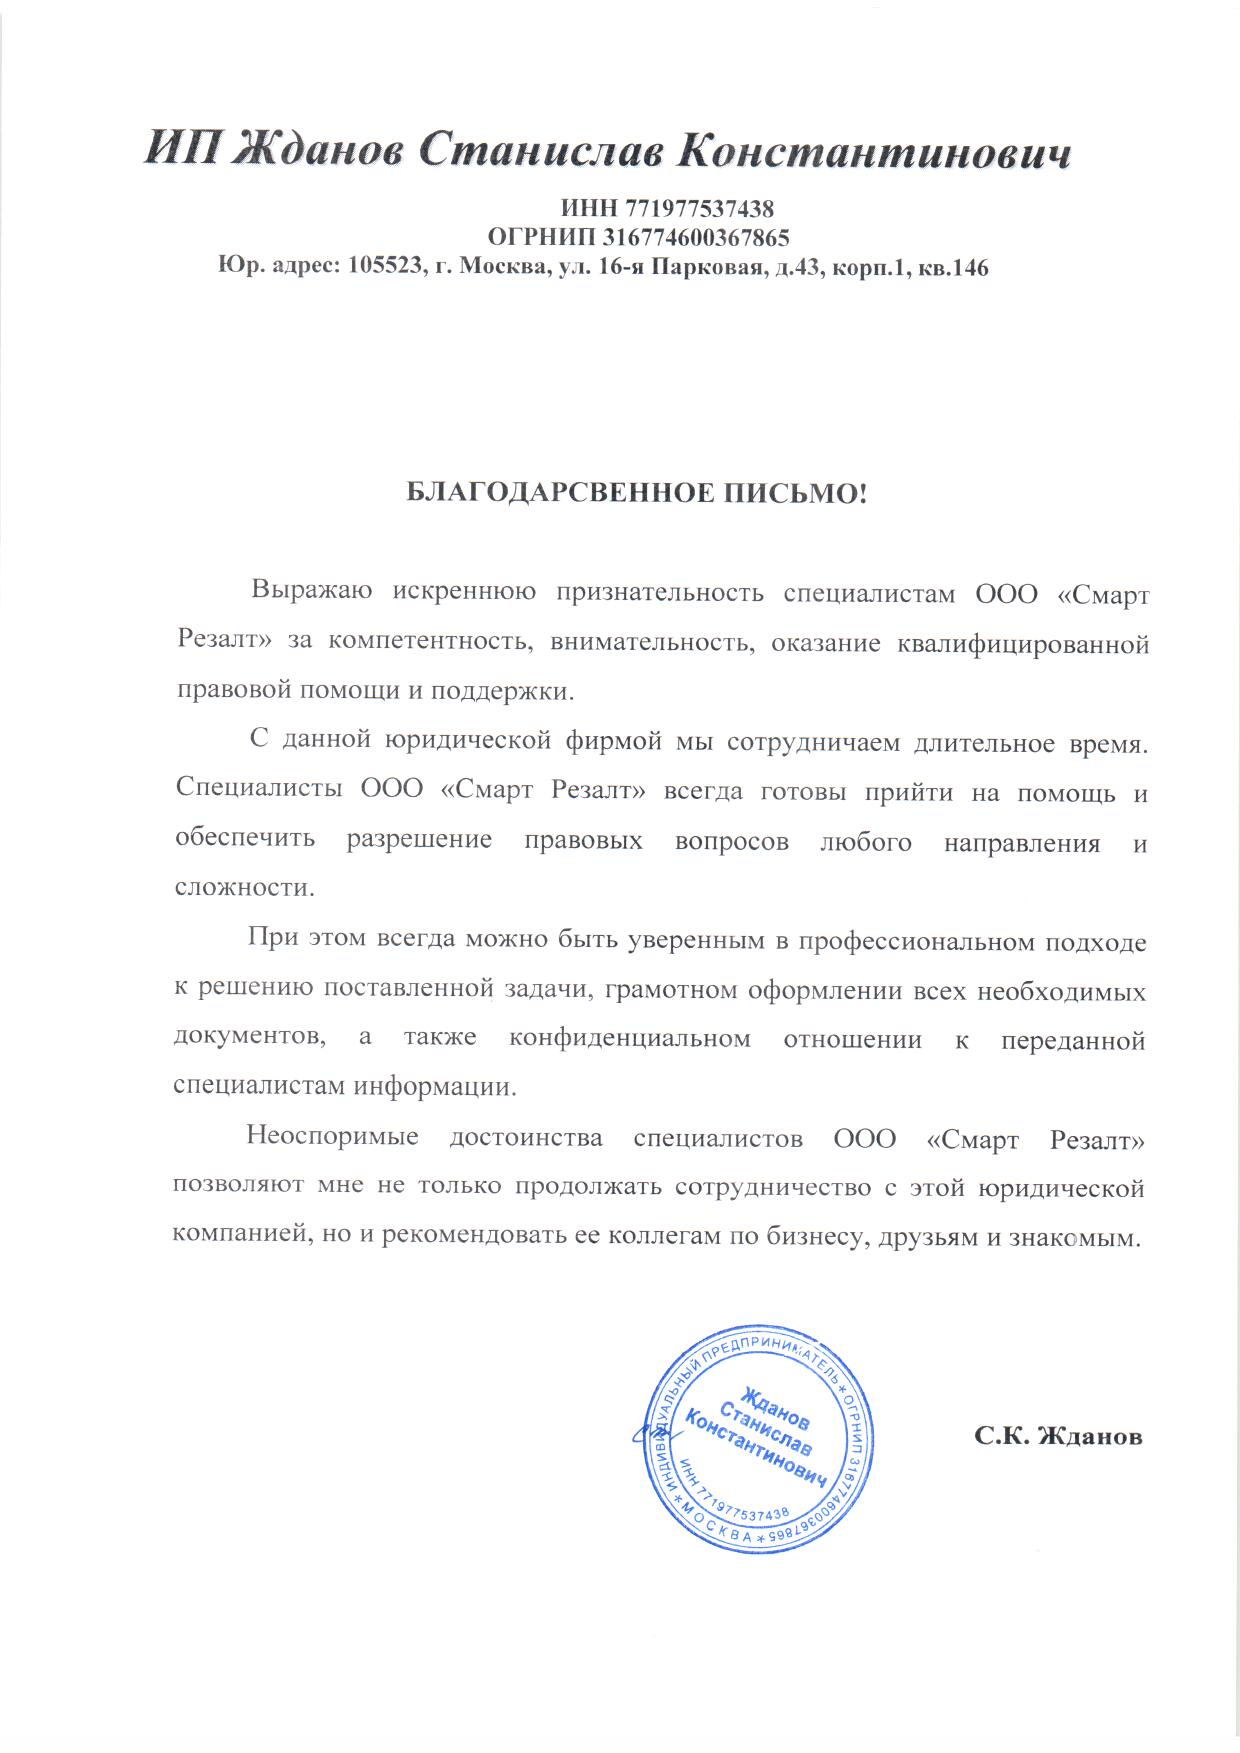 ИП Жданов Станислав Константинович
ИНН 771977537438
ОГРНИП 316774600367865
Юр. адрес: 105523, г. Москва, ул. 16-я Парковая, д.43, корп.1, кв.146
БЛАГОДАРСВЕННОЕ ПИСЬМО!
Выражаю искреннюю признательность специалистам ООО «Смарт
Резалт» за компетентность, внимательность, оказание квалифицированной
правовой помощи и поддержки.
С данной юридической фирмой мы сотрудничаем длительное время.
Специалисты ООО «Смарт Резалт» всегда готовы прийти на помощь и
обеспечить разрешение правовых вопросов любого направления и
сложности.
При этом всегда можно быть уверенным в профессиональном подходе
к решению поставленной задачи, грамотном оформлении всех необходимых
документов, а также конфиденциальном отношении к переданной
специалистам информации.
Неоспоримые достоинства специалистов ООО «Смарт Резалт»
позволяют мне не только продолжать сотрудничество с этой юридической
компанией, но и рекомендовать ее коллегам по бизнесу, друзьям и знакомым.
ИНДИВИДУАЛЬНЫЙ ПРЕДПРИНИМАТЕЛЬ * ОГРНИП 316774600367865 * МОСКВА *
Жданов
Станислав
Константинович
ИНН 771977537438
С.К. Жданов